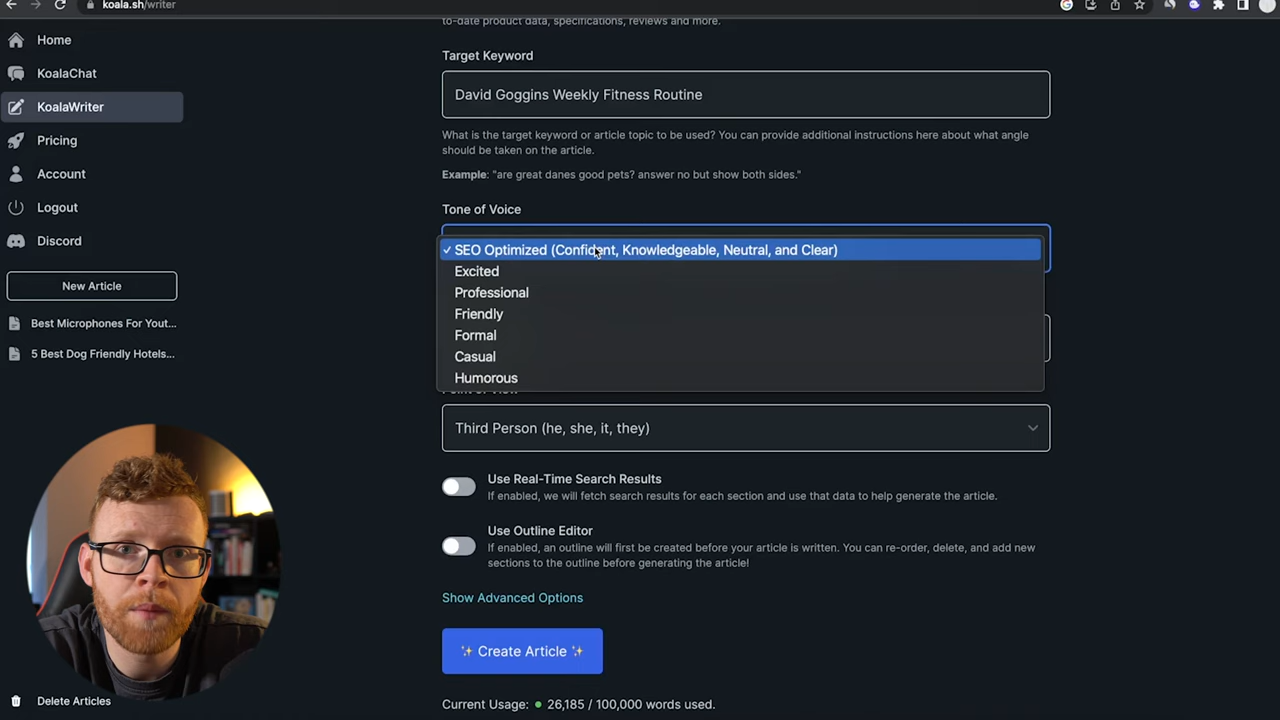 koala.sh/writer
to-date product data, specifications, reviews and more.
Home
KoalaChat
KoalaWriter
Pricing
Account
Logout
Discord
New Article
Best Microphones For Yout...
5 Best Dog Friendly Hotels...
Delete Articles
Target Keyword
David Goggins Weekly Fitness Routine
What is the target keyword or article topic to be used? You can provide additional instructions here about what angle
should be taken on the article.
Example: "are great danes good pets? answer no but show both sides."
Tone of Voice
✓ SEO Optimized (Confident, Knowledgeable, Neutral, and Clear)
Excited
Professional
Friendly
Formal
Casual
Humorous
Third Person (he, she, it, they)
Use Real-Time Search Results
If enabled, we will fetch search results for each section and use that data to help generate the article.
Use Outline Editor
If enabled, an outline will first be created before your article is written. You can re-order, delete, and add new
sections to the outline before generating the article!
Show Advanced Options
✨ Create Article ✨
Current Usage: 26,185 / 100,000 words used.